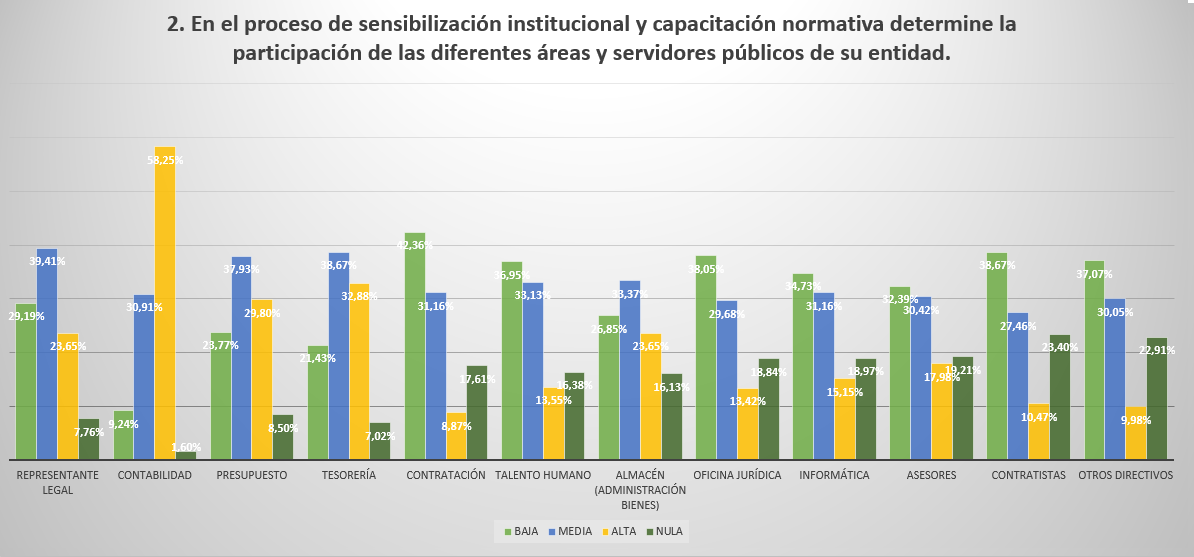 2. En el proceso de sensibilización institucional y capacitación normativa determine la
participación de las diferentes áreas y servidores públicos de su entidad.
29,19% 39,41% 23,65% 7,76%
9,24% 30,91% 58,25% 1,60%
23,77% 37,93% 29,80% 8,50%
21,43% 38,67% 32,88% 7,02%
42,36% 31,16% 8,87% 17,61%
36,95% 33,13% 13,55% 16,38%
26,85% 33,37% 23,65% 16,13%
38,05% 29,68% 13,42% 18,84%
34,73% 31,16% 15,15% 18,97%
32,39% 30,42% 17,98% 19,21%
38,67% 27,46% 10,47% 23,40%
37,07% 30,05% 9,98% 22,91%
REPRESENTANTE
LEGAL
CONTABILIDAD
PRESUPUESTO
TESORERÍA
CONTRATACIÓN
TALENTO HUMANO
ALMACÉN
(ADMINISTRACIÓN
BIENES)
OFICINA JURÍDICA
INFORMÁTICA
ASESORES
CONTRATISTAS
OTROS DIRECTIVOS
BAJA MEDIA ALTA NULA